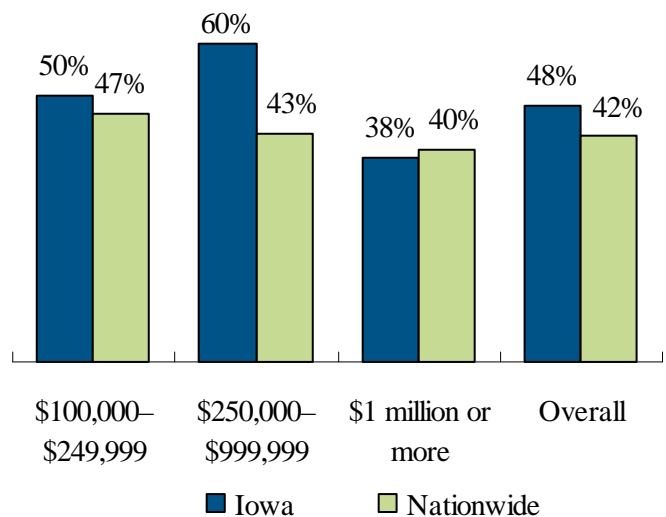 60%
50%
47%
43%
38%
40%
48%
42%
$100,000–
$249,999
$250,000–
$999,999
$1 million or
more
Overall
Iowa
Nationwide